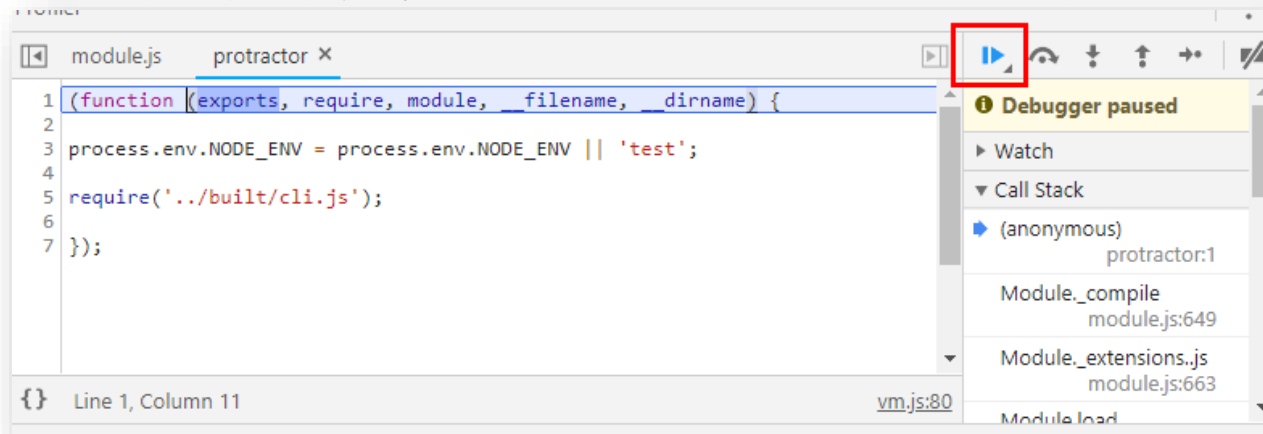 module.js protractor ×
1 (function (exports, require, module, __filename, __dirname) {
2
3 process.env.NODE_ENV = process.env.NODE_ENV || 'test';
4
5 require('../built/cli.js');
6
7 });
{} Line 1, Column 11 vm.js:80
Debugger paused
Watch
Call Stack
(anonymous)
protractor:1
Module._compile
module.js:649
Module._extensions..js
module.js:663
Module.load